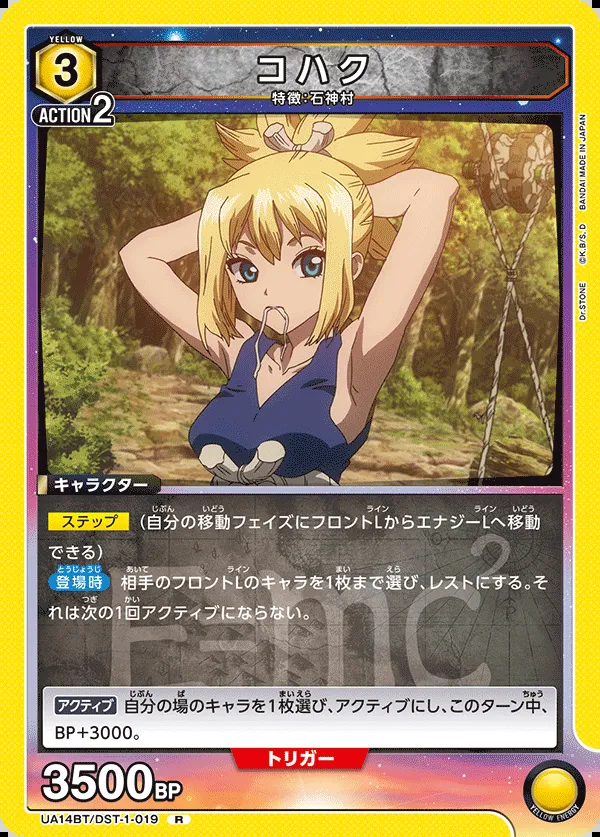 YELLOW
3
ACTION2
コハク
特徴:石神村
Dr.STONE ©K.B/S. D BANDAI MADE IN JAPAN
キャラクター
ステップ (自分の移動フェイズにフロントLからエナジーLへ移動
できる)
登場時 相手のフロントLのキャラを1枚まで選び、レストにする。そ
れは次の1回アクティブにならない。
E=mc²
アクティブ 自分の場のキャラを1枚選び、アクティブにし、このターン中、
BP+3000。
トリガー
3500BP
UA14BT/DST-1-019 R
YELLOW ENERGY